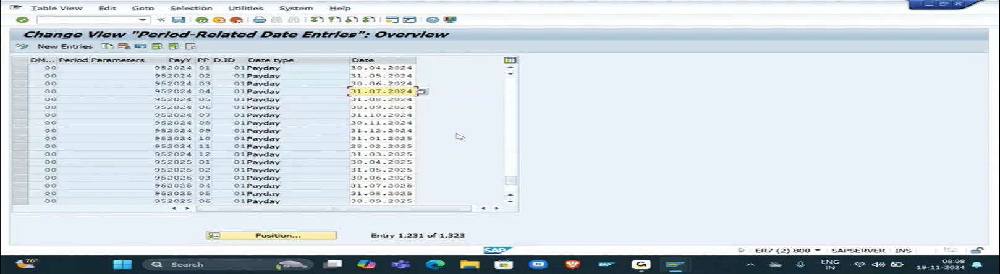 Table View Edit Goto Selection Utilities System Help
Change View "Period-Related Date Entries": Overview
New Entries
DM... Period Parameters PayY PP D.ID Date type Date
00 95 2024 01 01 Payday 30.04.2024
00 95 2024 02 01 Payday 31.05.2024
00 95 2024 03 01 Payday 30.06.2024
00 95 2024 04 01 Payday 31.07.2024
00 95 2024 05 01 Payday 31.08.2024
00 95 2024 06 01 Payday 30.09.2024
00 95 2024 07 01 Payday 31.10.2024
00 95 2024 08 01 Payday 30.11.2024
00 95 2024 09 01 Payday 31.12.2024
00 95 2024 10 01 Payday 31.01.2025
00 95 2024 11 01 Payday 28.02.2025
00 95 2024 12 01 Payday 31.03.2025
00 95 2025 01 01 Payday 30.04.2025
00 95 2025 02 01 Payday 31.05.2025
00 95 2025 03 01 Payday 30.06.2025
00 95 2025 04 01 Payday 31.07.2025
00 95 2025 05 01 Payday 31.08.2025
00 95 2025 06 01 Payday 30.09.2025
Position... Entry 1,231 of 1,323
SAP ER7 (2) 800 SAPSERVER INS
70° Search ENG IN 08:08 19-11-2024